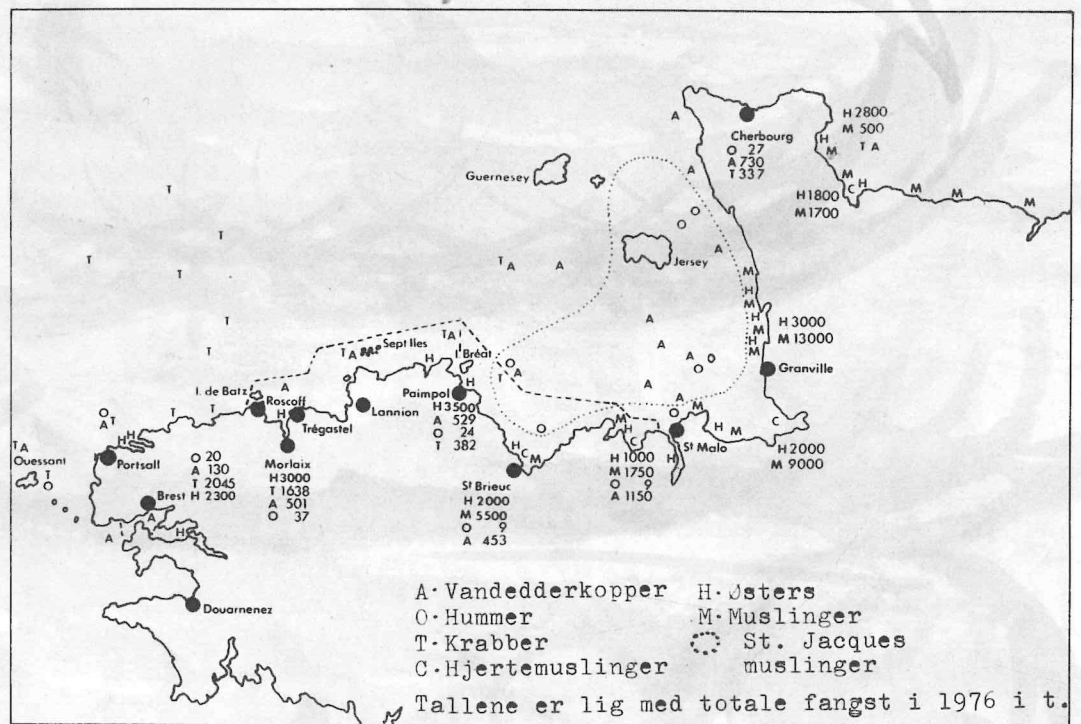 Cherbourg
O 27
A 730
T 337
H 2800
M 500
T A
H
M
M
C H
M
M
M
H 1800
M 1700
Guernesey
A
A
O
O
Jersey
A
T
T
T
T
T
T
T A
A
A
A
A O
O
A
M
H
M
H
M
H
M
H 3000
M 13000
Granville
C
H 2000
M 9000
T A
Sept Iles
T A
H
I. Bréat
H
O
A
T
O
I. de Batz
A
Roscoff
H
Trégastel
Lannion
Paimpol
H 3500
A 529
O 24
T 382
Morlaix
H 3000
T 1638
A 501
O 37
T
T
O
A T
H H
T A
Ouessant
T
O
Portsall
O 20
A 130
T 2045
H 2300
Brest
A
A
H
Douarnenez
H
C
M
St Brieuc
H 2000
M 5500
O 9
A 453
M
H
C
H 1000
M 1750
O 9
A 1150
A
O
M
St Malo
H
H M
A· Vandedderkopper
O· Hummer
T· Krabber
C· Hjertemuslinger
H· Østers
M· Muslinger
St. Jacques
muslinger
Tallene er lig med totale fangst i 1976 i t.